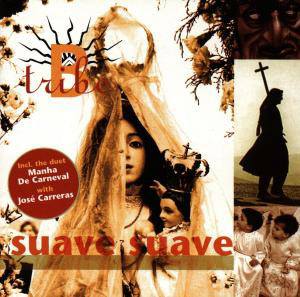 B
tribe
Incl. the duet
Manha
De Carneval
with
José Carreras
suave suave